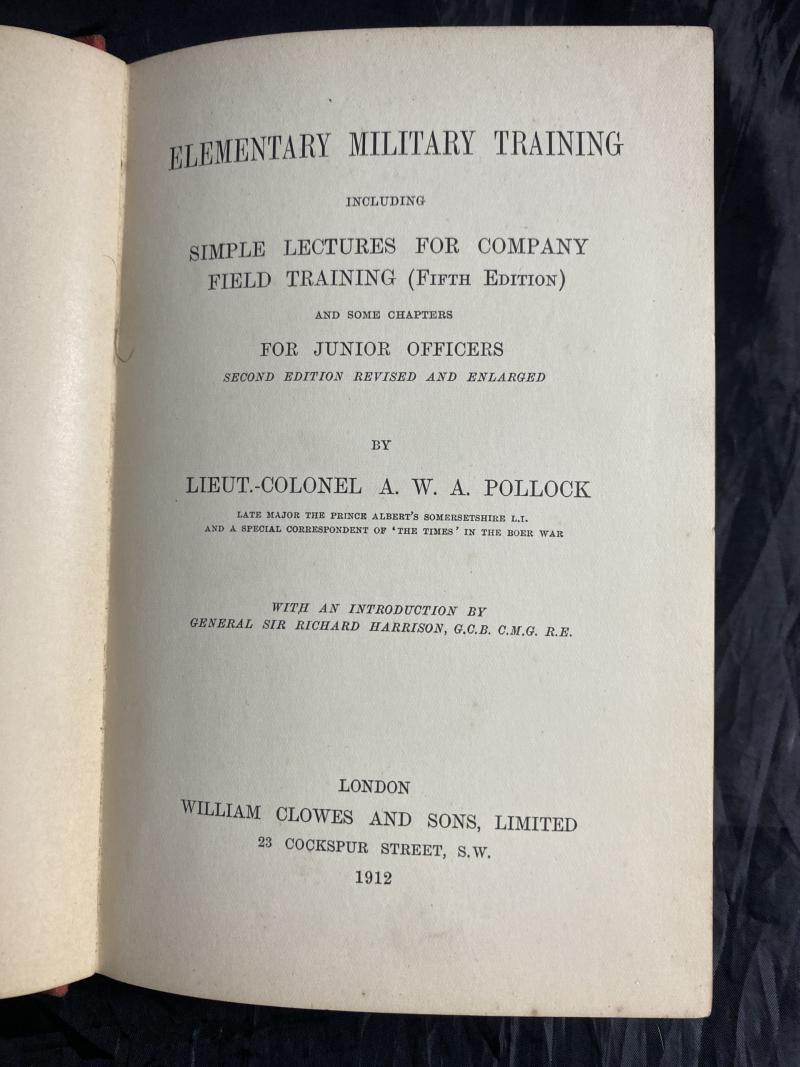 ELEMENTARY MILITARY TRAINING
INCLUDING
SIMPLE LECTURES FOR COMPANY
FIELD TRAINING (FIFTH EDITION)
AND SOME CHAPTERS
FOR JUNIOR OFFICERS
SECOND EDITION REVISED AND ENLARGED
BY
LIEUT.-COLONEL A. W. A. POLLOCK
LATE MAJOR THE PRINCE ALBERT'S SOMERSETSHIRE L.I.
AND A SPECIAL CORRESPONDENT OF 'THE TIMES' IN THE BOER WAR
WITH AN INTRODUCTION BY
GENERAL SIR RICHARD HARRISON, G.C.B. C.M.G. R.E.
LONDON
WILLIAM CLOWES AND SONS, LIMITED
23 COCKSPUR STREET, S.W.
1912